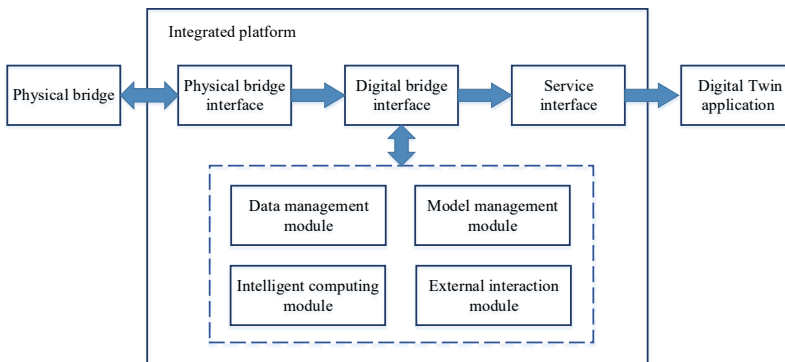 Integrated platform
Physical bridge
Physical bridge
interface
Digital bridge
interface
Service
interface
Digital Twin
application
Data management
module
Model management
module
Intelligent computing
module
External interaction
module